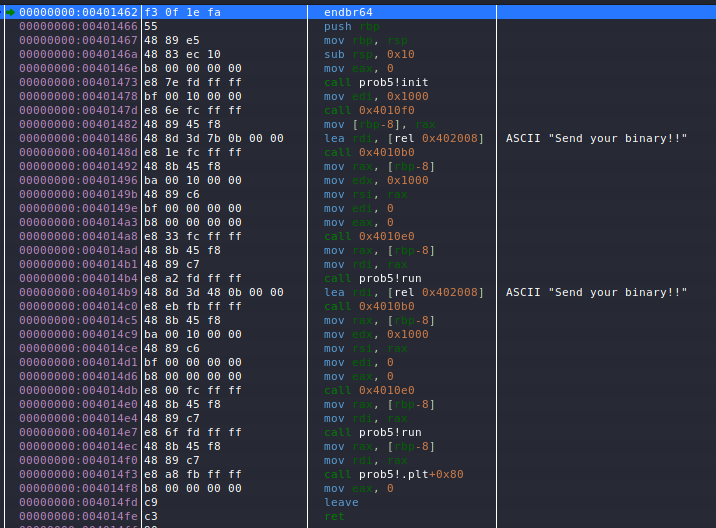 00000000:00401462 f3 0f 1e fa endbr64
00000000:00401466 55 push rbp
00000000:00401467 48 89 e5 mov rbp, rsp
00000000:0040146a 48 83 ec 10 sub rsp, 0x10
00000000:0040146e b8 00 00 00 00 mov eax, 0
00000000:00401473 e8 7e fd ff ff call prob5!init
00000000:00401478 bf 00 10 00 00 mov edi, 0x1000
00000000:0040147d e8 6e fc ff ff call 0x4010f0
00000000:00401482 48 89 45 f8 mov [rbp-8], rax
00000000:00401486 48 8d 3d 7b 0b 00 00 lea rdi, [rel 0x402008] ASCII "Send your binary!!"
00000000:0040148d e8 1e fc ff ff call 0x4010b0
00000000:00401492 48 8b 45 f8 mov rax, [rbp-8]
00000000:00401496 ba 00 10 00 00 mov edx, 0x1000
00000000:0040149b 48 89 c6 mov rsi, rax
00000000:0040149e bf 00 00 00 00 mov edi, 0
00000000:004014a3 b8 00 00 00 00 mov eax, 0
00000000:004014a8 e8 33 fc ff ff call 0x4010e0
00000000:004014ad 48 8b 45 f8 mov rax, [rbp-8]
00000000:004014b1 48 89 c7 mov rdi, rax
00000000:004014b4 e8 a2 fd ff ff call prob5!run
00000000:004014b9 48 8d 3d 48 0b 00 00 lea rdi, [rel 0x402008] ASCII "Send your binary!!"
00000000:004014c0 e8 eb fb ff ff call 0x4010b0
00000000:004014c5 48 8b 45 f8 mov rax, [rbp-8]
00000000:004014c9 ba 00 10 00 00 mov edx, 0x1000
00000000:004014ce 48 89 c6 mov rsi, rax
00000000:004014d1 bf 00 00 00 00 mov edi, 0
00000000:004014d6 b8 00 00 00 00 mov eax, 0
00000000:004014db e8 00 fc ff ff call 0x4010e0
00000000:004014e0 48 8b 45 f8 mov rax, [rbp-8]
00000000:004014e4 48 89 c7 mov rdi, rax
00000000:004014e7 e8 6f fd ff ff call prob5!run
00000000:004014ec 48 8b 45 f8 mov rax, [rbp-8]
00000000:004014f0 48 89 c7 mov rdi, rax
00000000:004014f3 e8 a8 fb ff ff call prob5!.plt+0x80
00000000:004014f8 b8 00 00 00 00 mov eax, 0
00000000:004014fd c9 leave
00000000:004014fe c3 ret